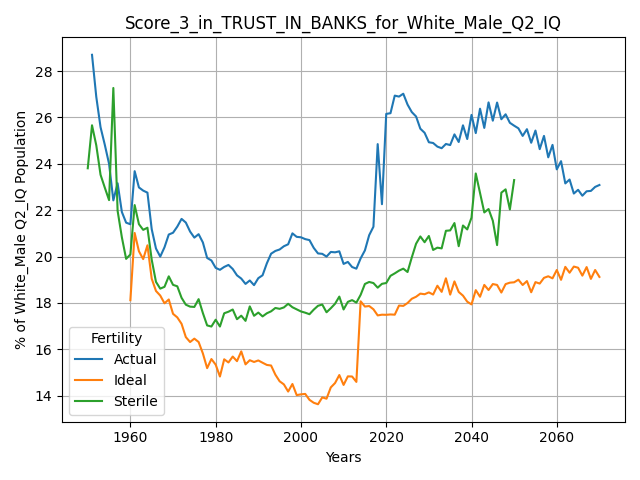 Score_3_in_TRUST_IN_BANKS_for_White_Male_Q2_IQ
% of White_Male Q2_IQ Population
28
26
24
22
20
18
16
14
Fertility
Actual
Ideal
Sterile
1960 1980 2000 2020 2040 2060
Years